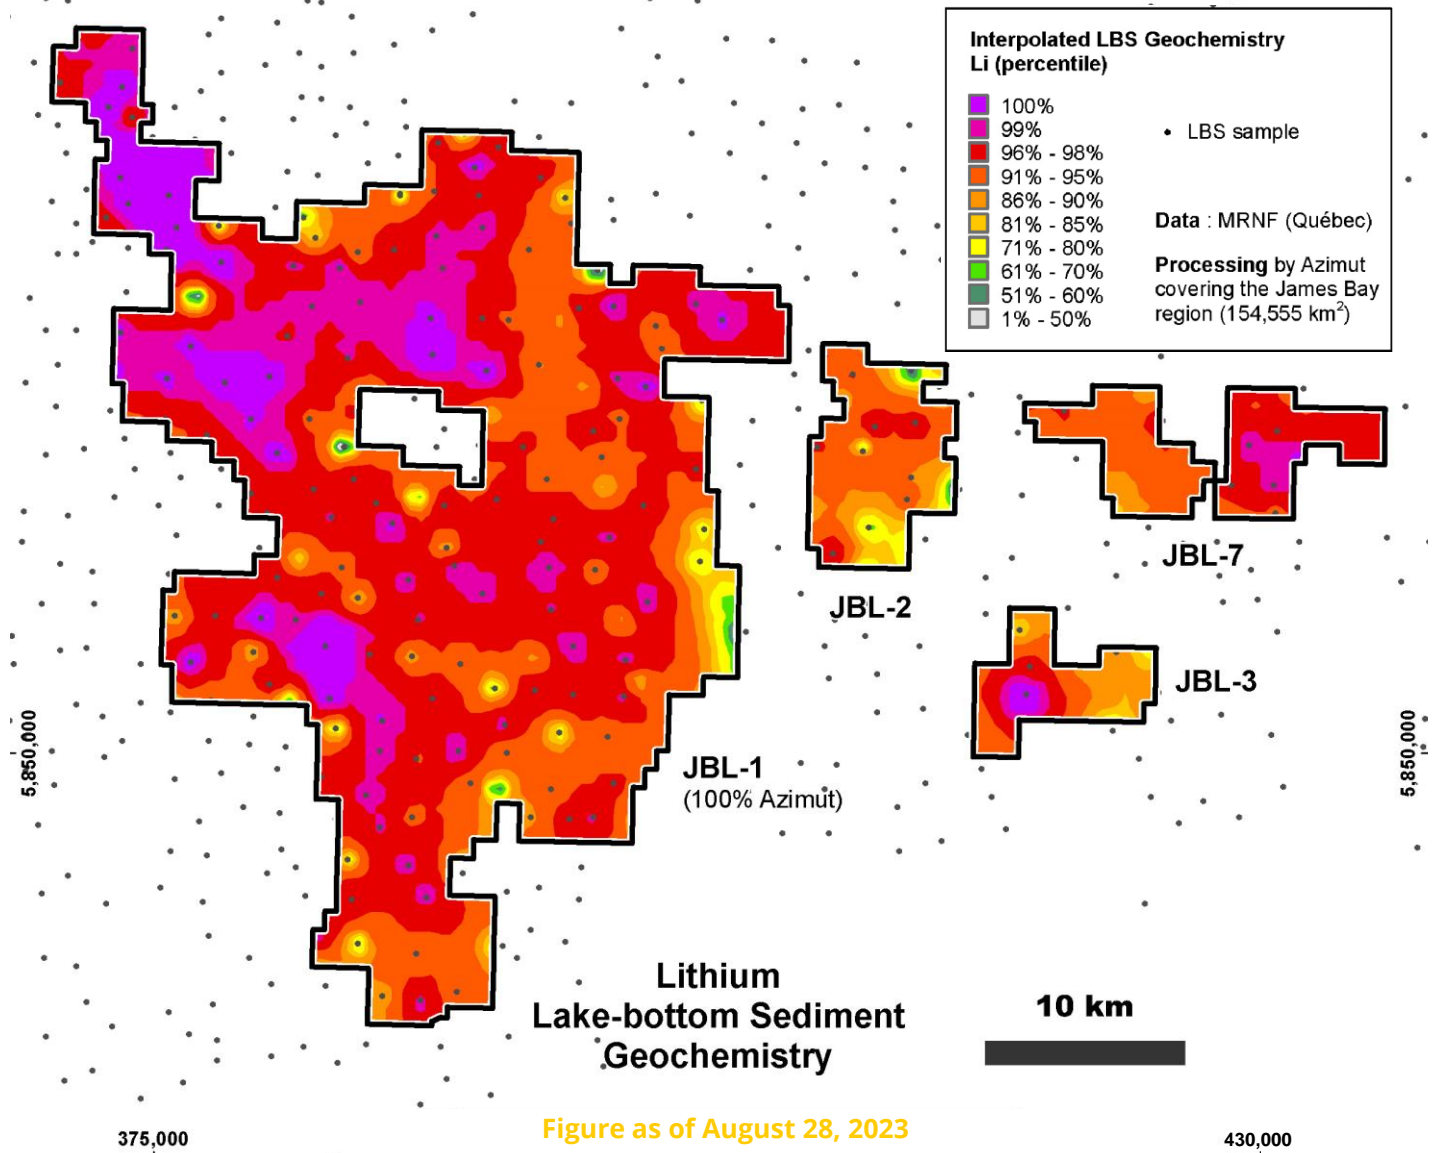 Interpolated LBS Geochemistry
Li (percentile)
100%
99%
96% - 98%
91% - 95%
86% - 90%
81% - 85%
71% - 80%
61% - 70%
51% - 60%
1% - 50%
LBS sample
Data : MRNF (Québec)
Processing by Azimut
covering the James Bay
region (154,555 km²)
JBL-7
JBL-2
JBL-3
JBL-1
(100% Azimut)
5,850,000
5,850,000
Lithium
Lake-bottom Sediment
Geochemistry
10 km
Figure as of August 28, 2023
375,000
430,000